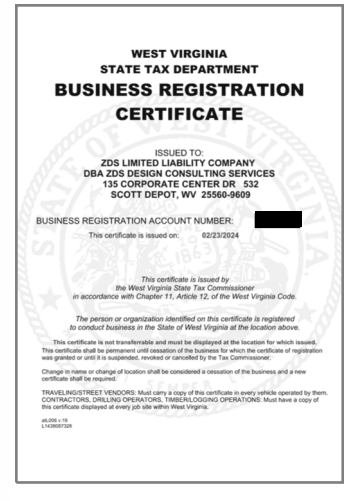 WEST VIRGINIA
STATE TAX DEPARTMENT
BUSINESS REGISTRATION
CERTIFICATE
ISSUED TO:
ZDS LIMITED LIABILITY COMPANY
DBA ZDS DESIGN CONSULTING SERVICES
135 CORPORATE CENTER DR 532
SCOTT DEPOT, WV 25560-9609
BUSINESS REGISTRATION ACCOUNT NUMBER:
This certificate is issued on: 02/23/2024
This certificate is issued by
the West Virginia State Tax Commissioner
in accordance with Chapter 11, Article 12, of the West Virginia Code.
The person or organization identified on this certificate is registered
to conduct business in the State of West Virginia at the location above.
This certificate is not transferrable and must be displayed at the location for which issued.
This certificate shall be permanent until cessation of the business for which the certificate of registration
was granted or until it is suspended, revoked or cancelled by the Tax Commissioner.
Change in name or change of location shall be considered a cessation of the business and a new
certificate shall be required.
TRAVELING/STREET VENDORS: Must carry a copy of this certificate in every vehicle operated by them.
CONTRACTORS, DRILLING OPERATORS, TIMBER/LOGGING OPERATIONS: Must have a copy of
this certificate displayed at every job site within West Virginia.
atL006 v.19
L1436087328